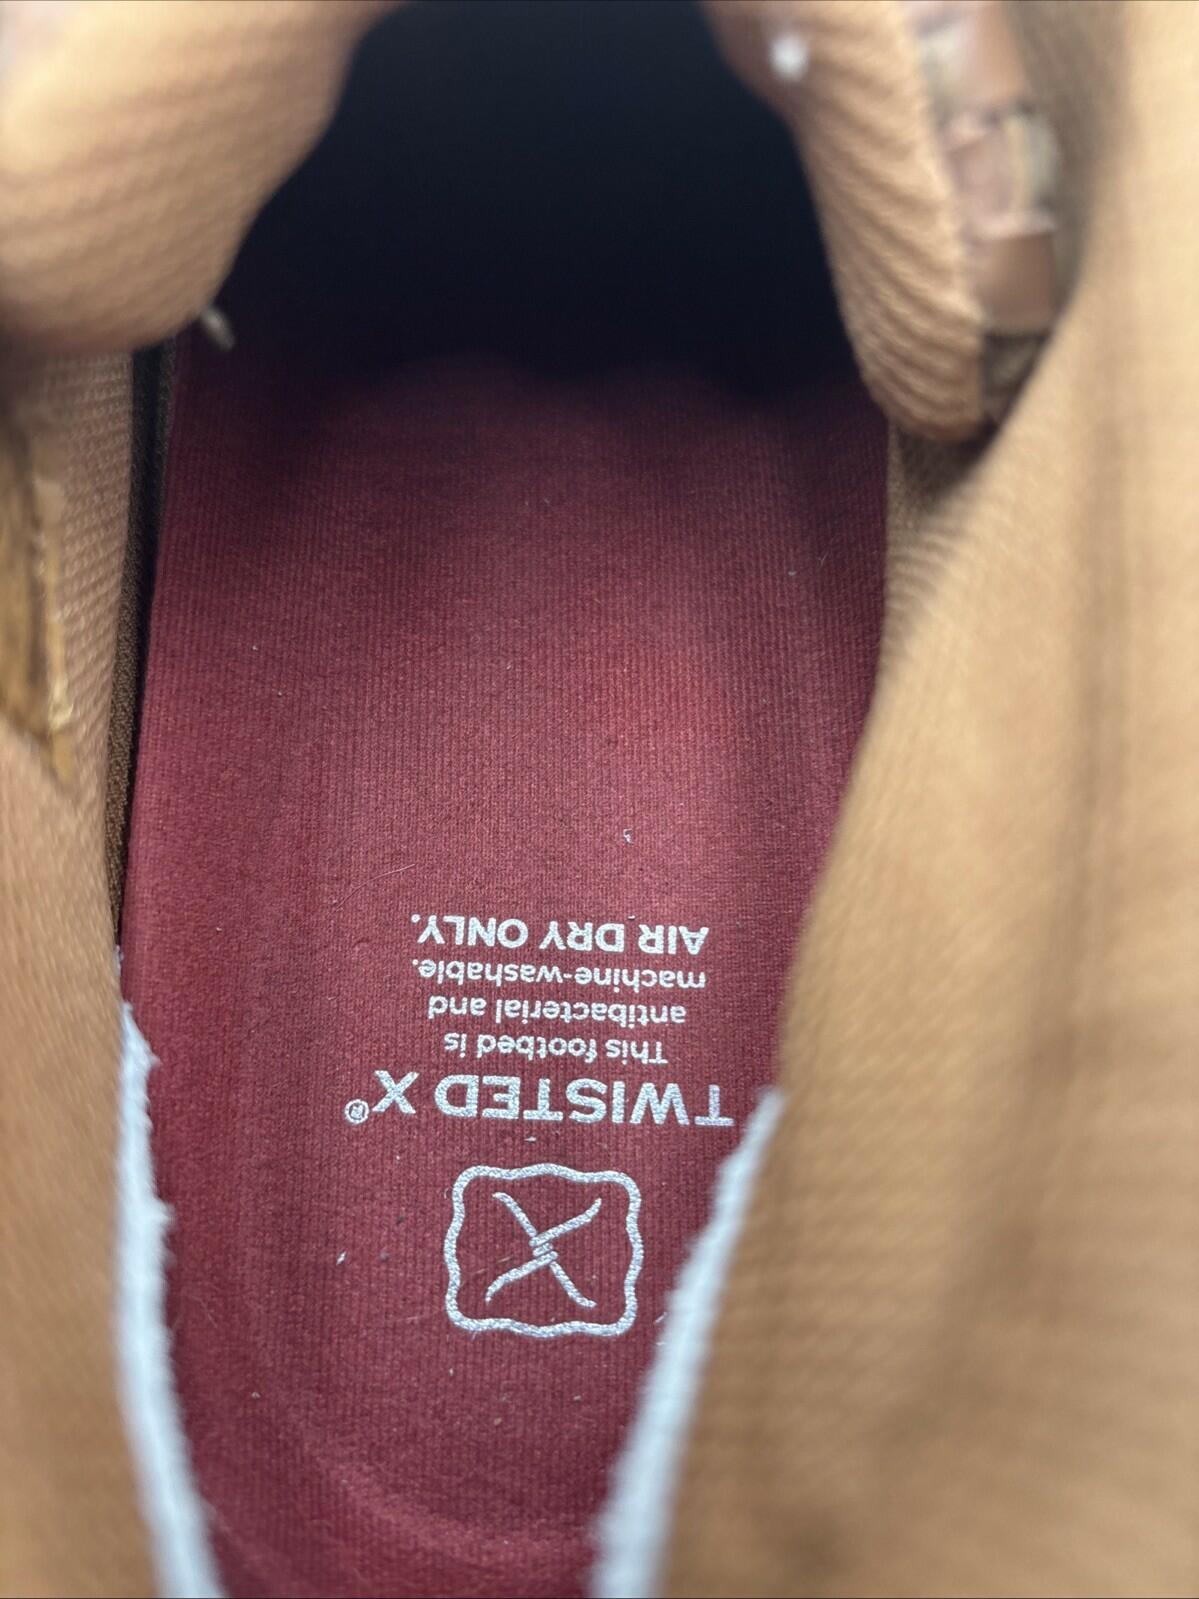 TWISTED X®
This footbed is
antibacterial and
machine-washable.
AIR DRY ONLY.